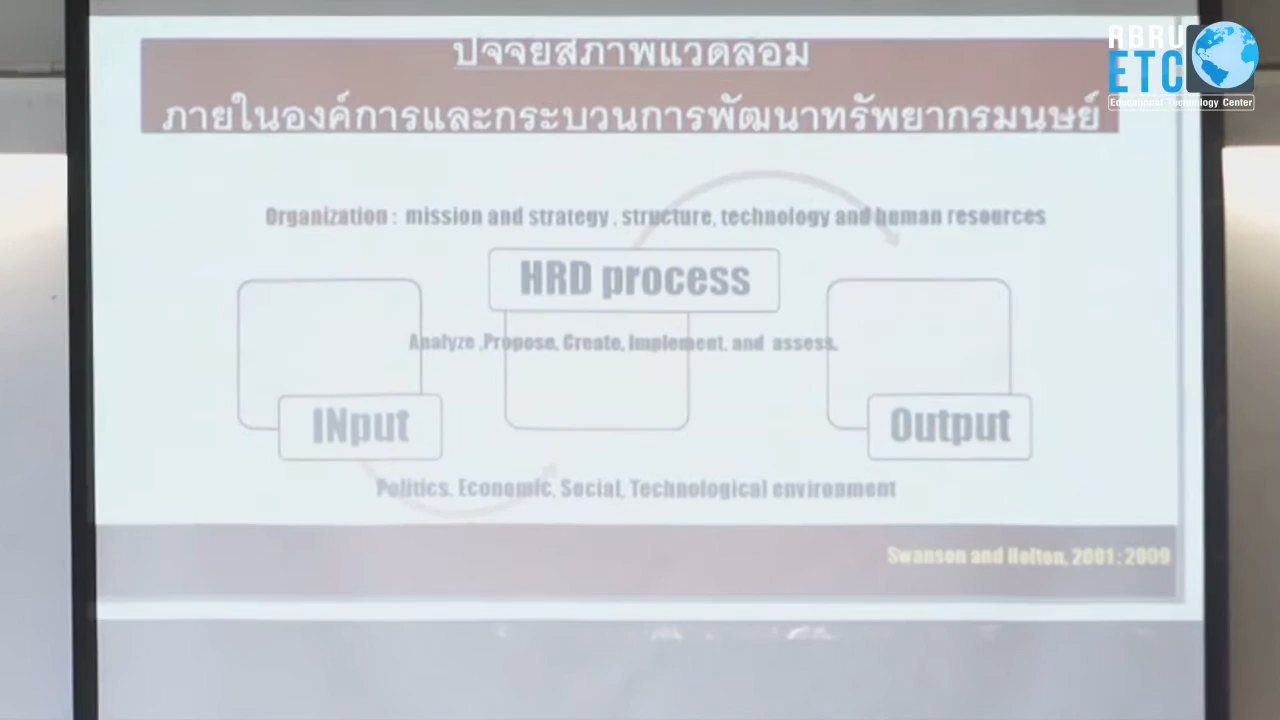 RBRU
ETC
Educational Technology Center
ปัจจัยสภาพแวดล้อม
ภายในองค์การและกระบวนการพัฒนาทรัพยากรมนุษย์
Organization : mission and strategy , structure, technology and human resources
HRD process
Analyze ,Propose, Create, Implement, and assess.
INput
Output
Politics, Economic, Social, Technological environment
Swanson and Holton, 2001 : 2009